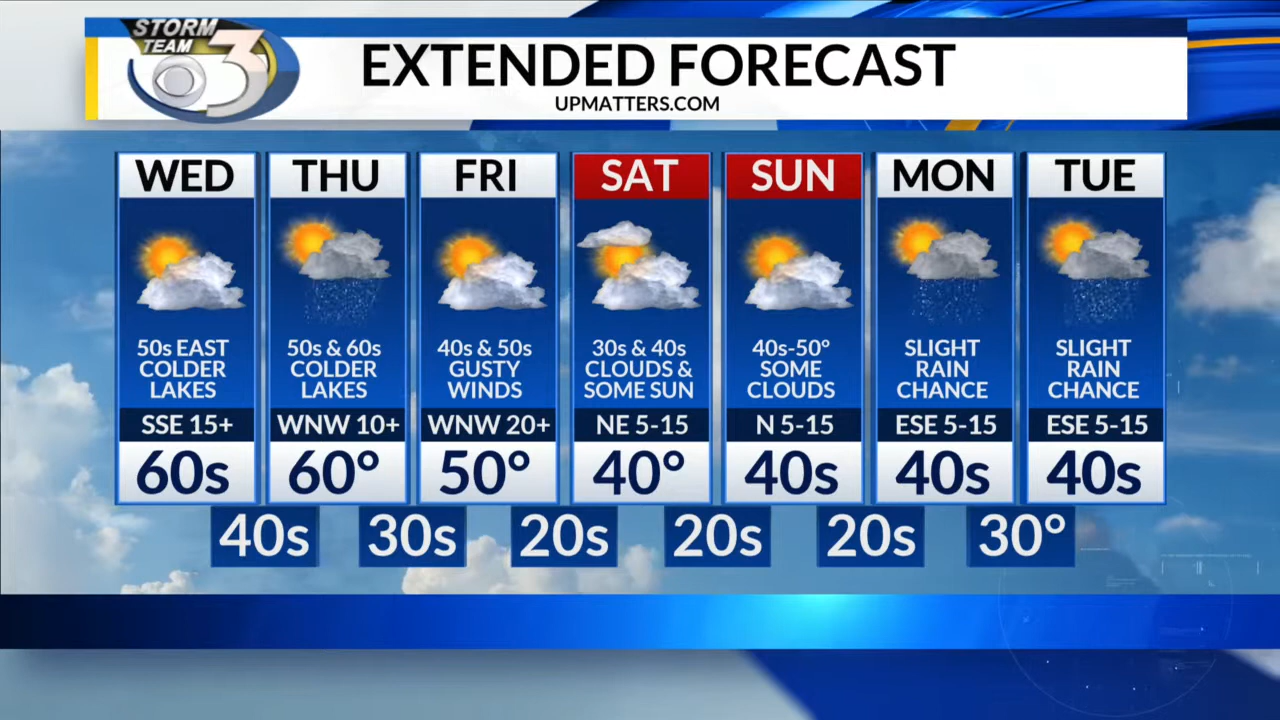 STORM
TEAM
3
EXTENDED FORECAST
UPMATTERS.COM
WED
50s EAST
COLDER
LAKES
SSE 15+
60s
THU
50s & 60s
COLDER
LAKES
WNW 10+
60°
FRI
40s & 50s
GUSTY
WINDS
WNW 20+
50°
SAT
30s & 40s
CLOUDS &
SOME SUN
NE 5-15
40°
SUN
40s-50°
SOME
CLOUDS
N 5-15
40s
MON
SLIGHT
RAIN
CHANCE
ESE 5-15
40s
TUE
SLIGHT
RAIN
CHANCE
ESE 5-15
40s
40s
30s
20s
20s
20s
30°